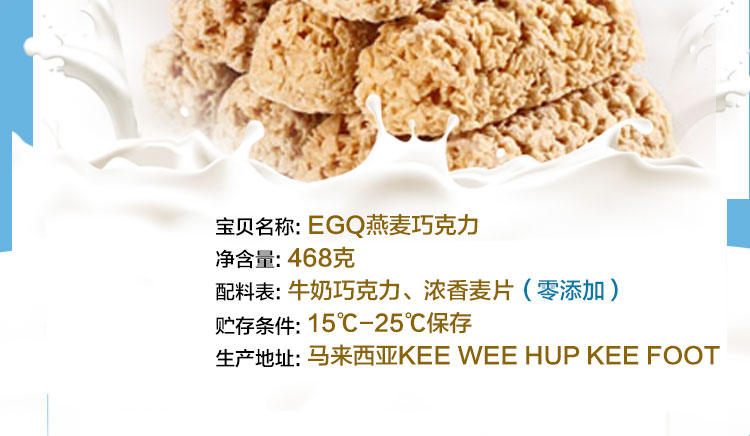 宝贝名称: EGQ燕麦巧克力
净含量: 468克
配料表: 牛奶巧克力、浓香麦片（零添加）
贮存条件: 15℃-25℃保存
生产地址: 马来西亚KEE WEE HUP KEE FOOT